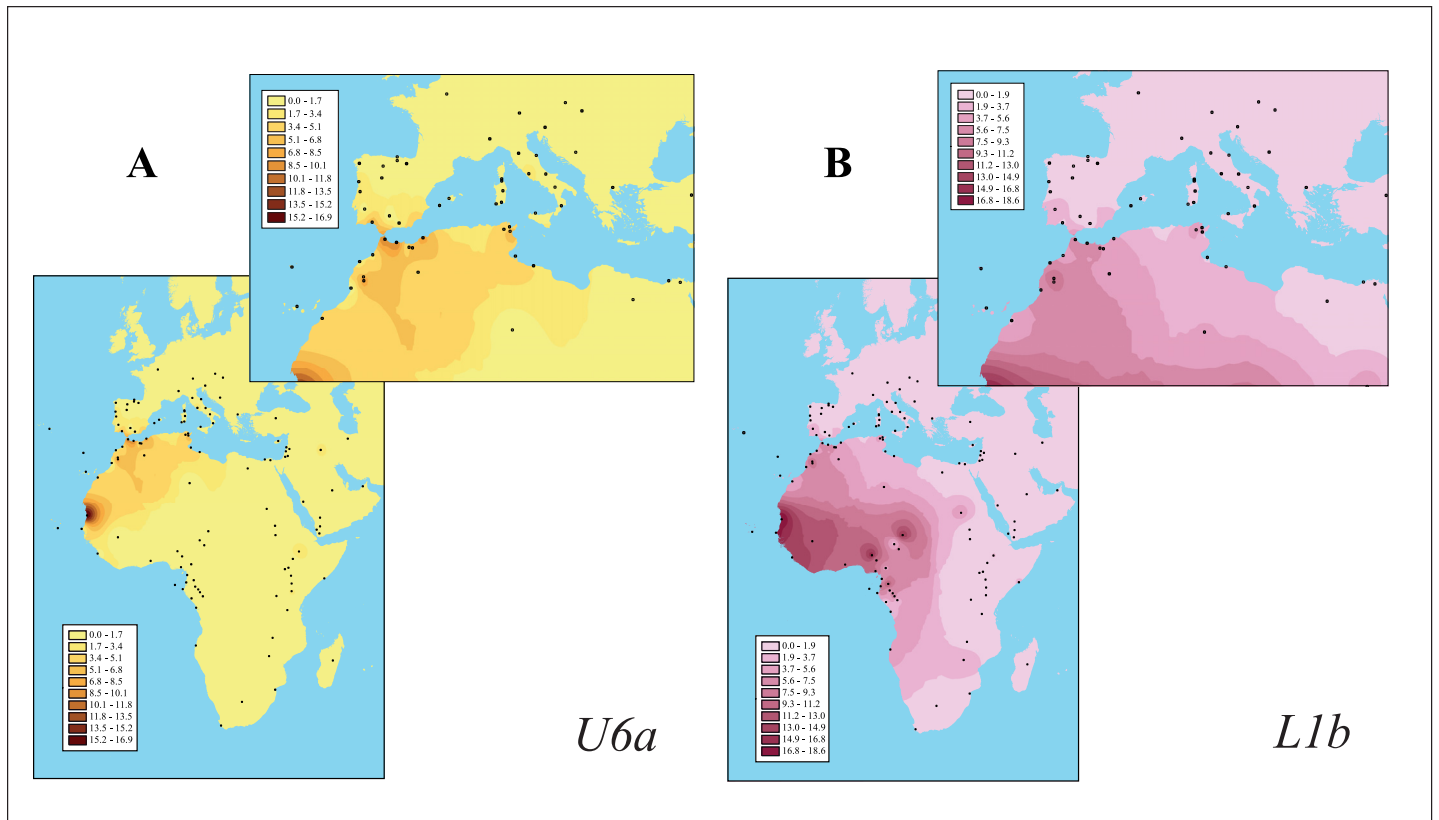 A
0.0 - 1.7
1.7 - 3.4
3.4 - 5.1
5.1 - 6.8
6.8 - 8.5
8.5 - 10.1
10.1 - 11.8
11.8 - 13.5
13.5 - 15.2
15.2 - 16.9
0.0 - 1.7
1.7 - 3.4
3.4 - 5.1
5.1 - 6.8
6.8 - 8.5
8.5 - 10.1
10.1 - 11.8
11.8 - 13.5
13.5 - 15.2
15.2 - 16.9
U6a
B
0.0 - 1.9
1.9 - 3.7
3.7 - 5.6
5.6 - 7.5
7.5 - 9.3
9.3 - 11.2
11.2 - 13.0
13.0 - 14.9
14.9 - 16.8
16.8 - 18.6
0.0 - 1.9
1.9 - 3.7
3.7 - 5.6
5.6 - 7.5
7.5 - 9.3
9.3 - 11.2
11.2 - 13.0
13.0 - 14.9
14.9 - 16.8
16.8 - 18.6
L1b